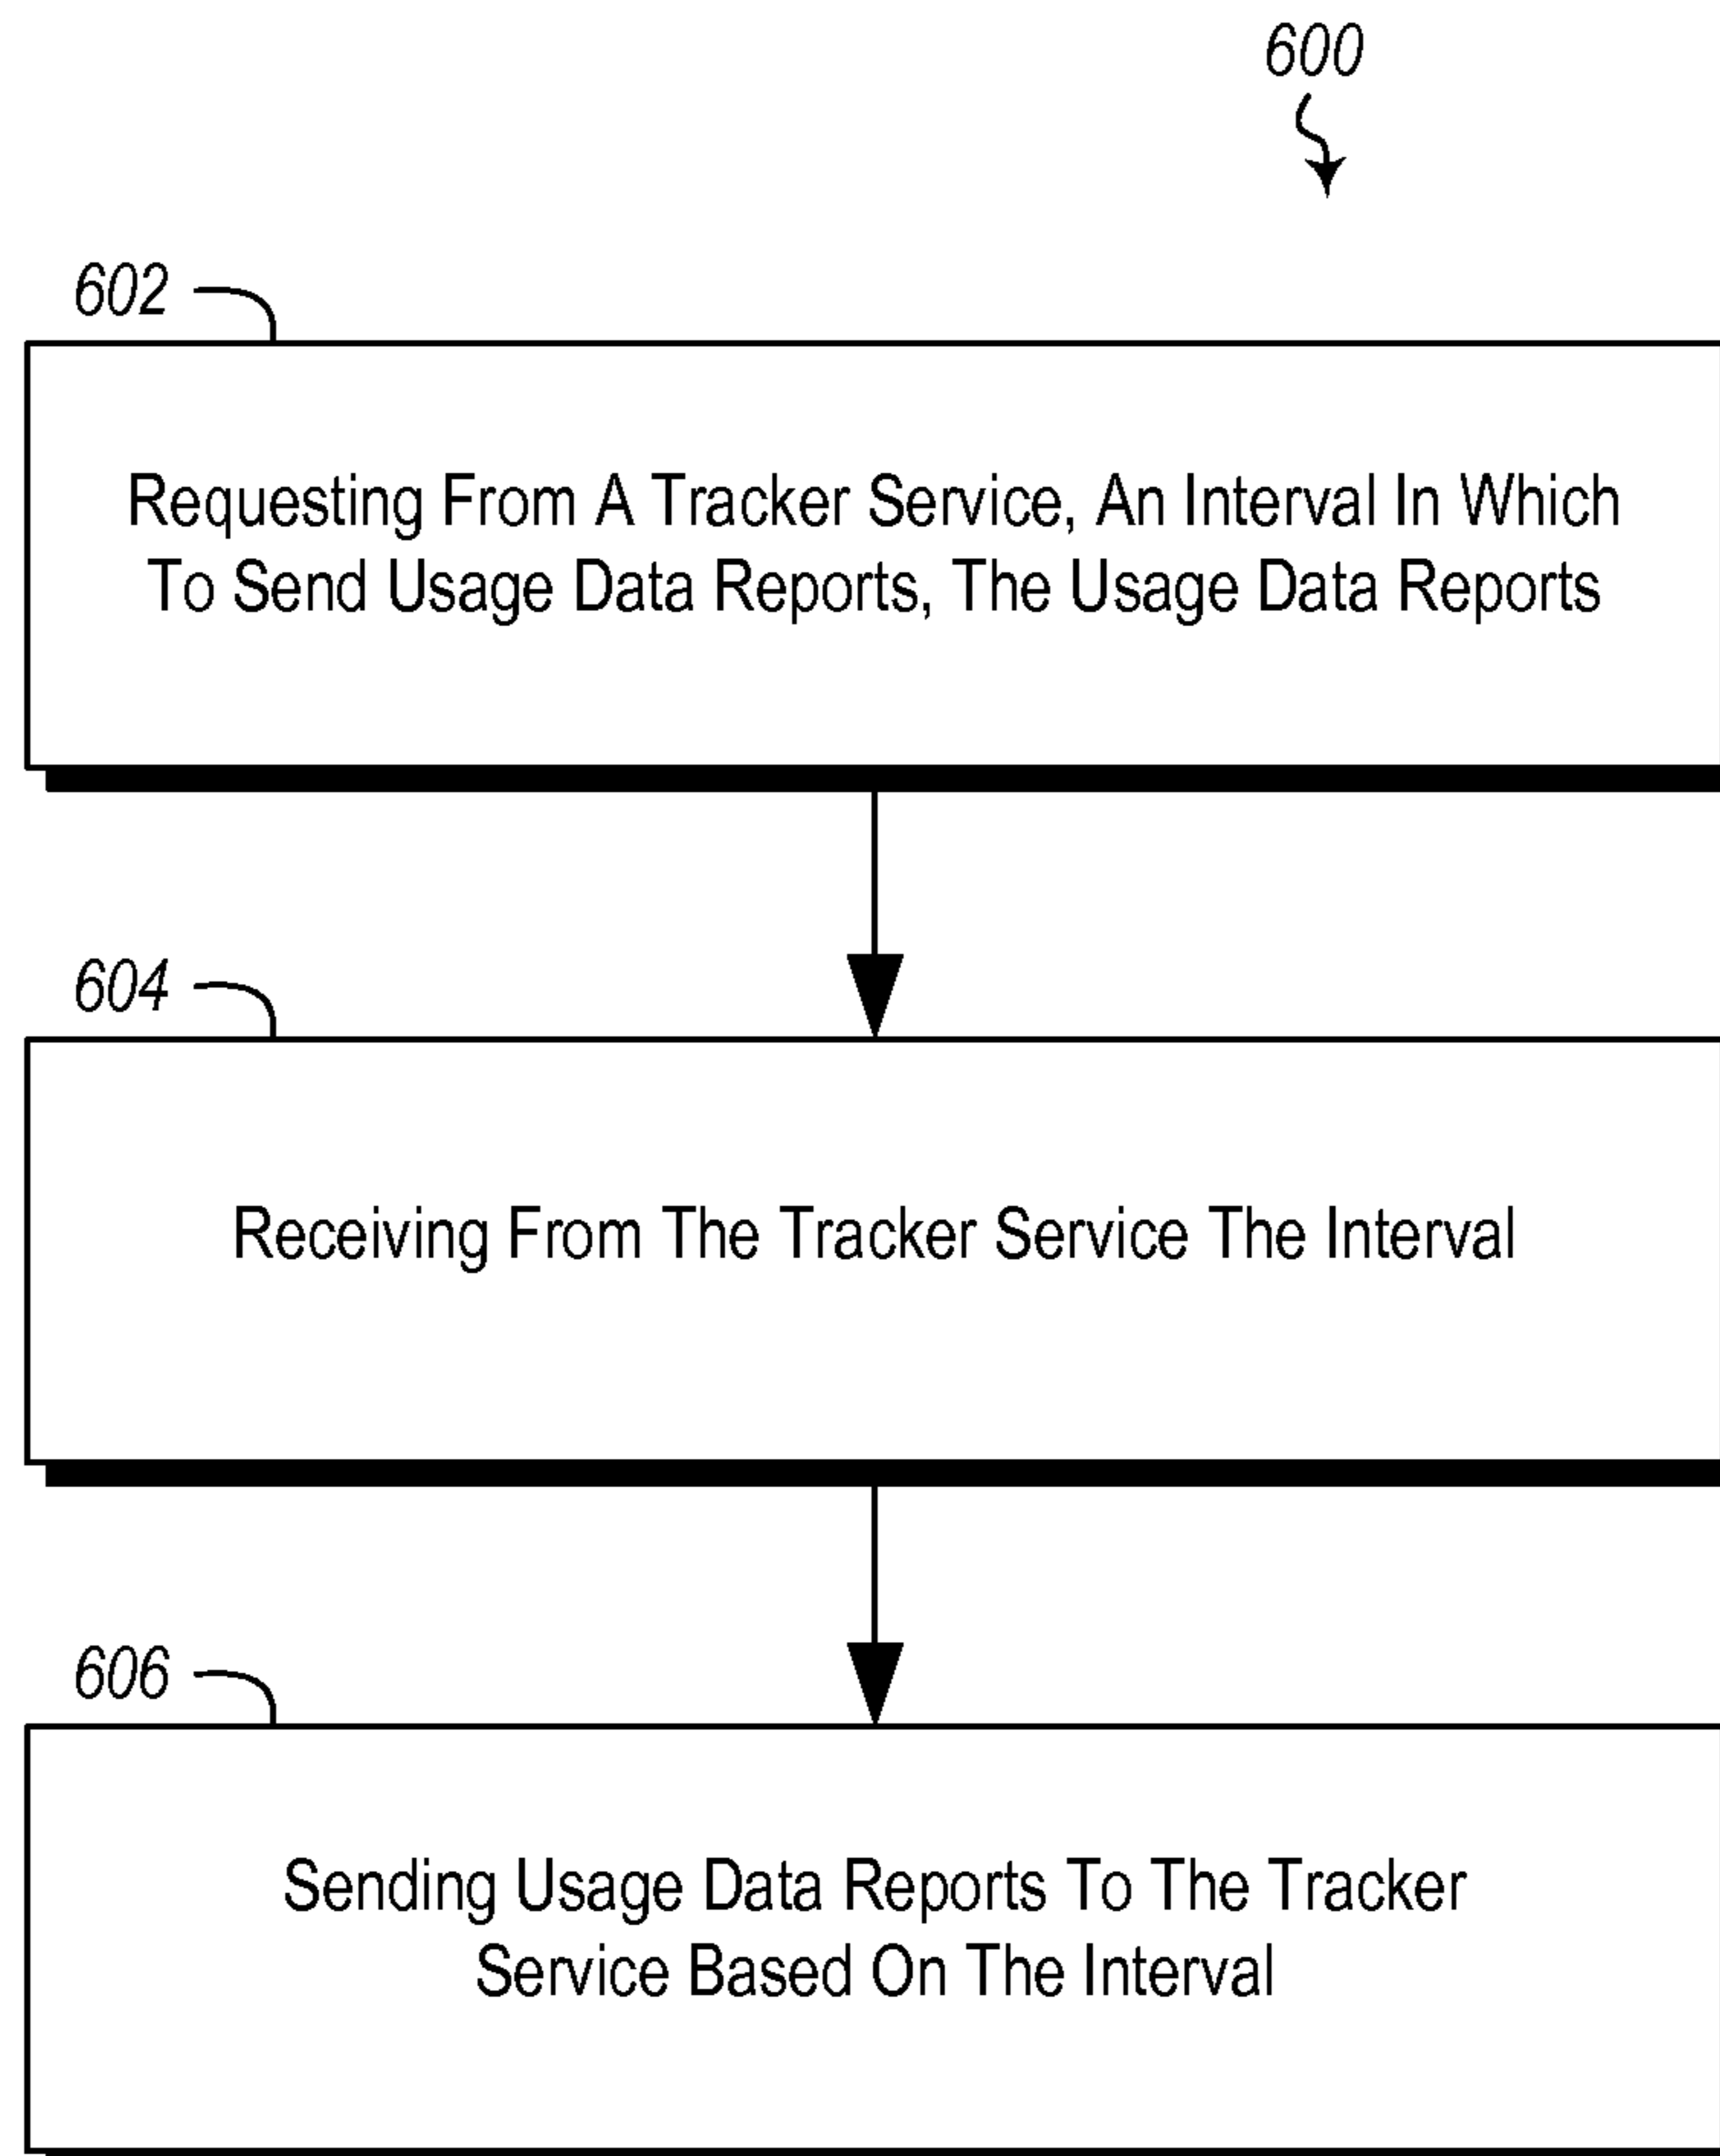 600
602
Requesting From A Tracker Service, An Interval In Which
To Send Usage Data Reports, The Usage Data Reports
604
Receiving From The Tracker Service The Interval
606
Sending Usage Data Reports To The Tracker
Service Based On The Interval